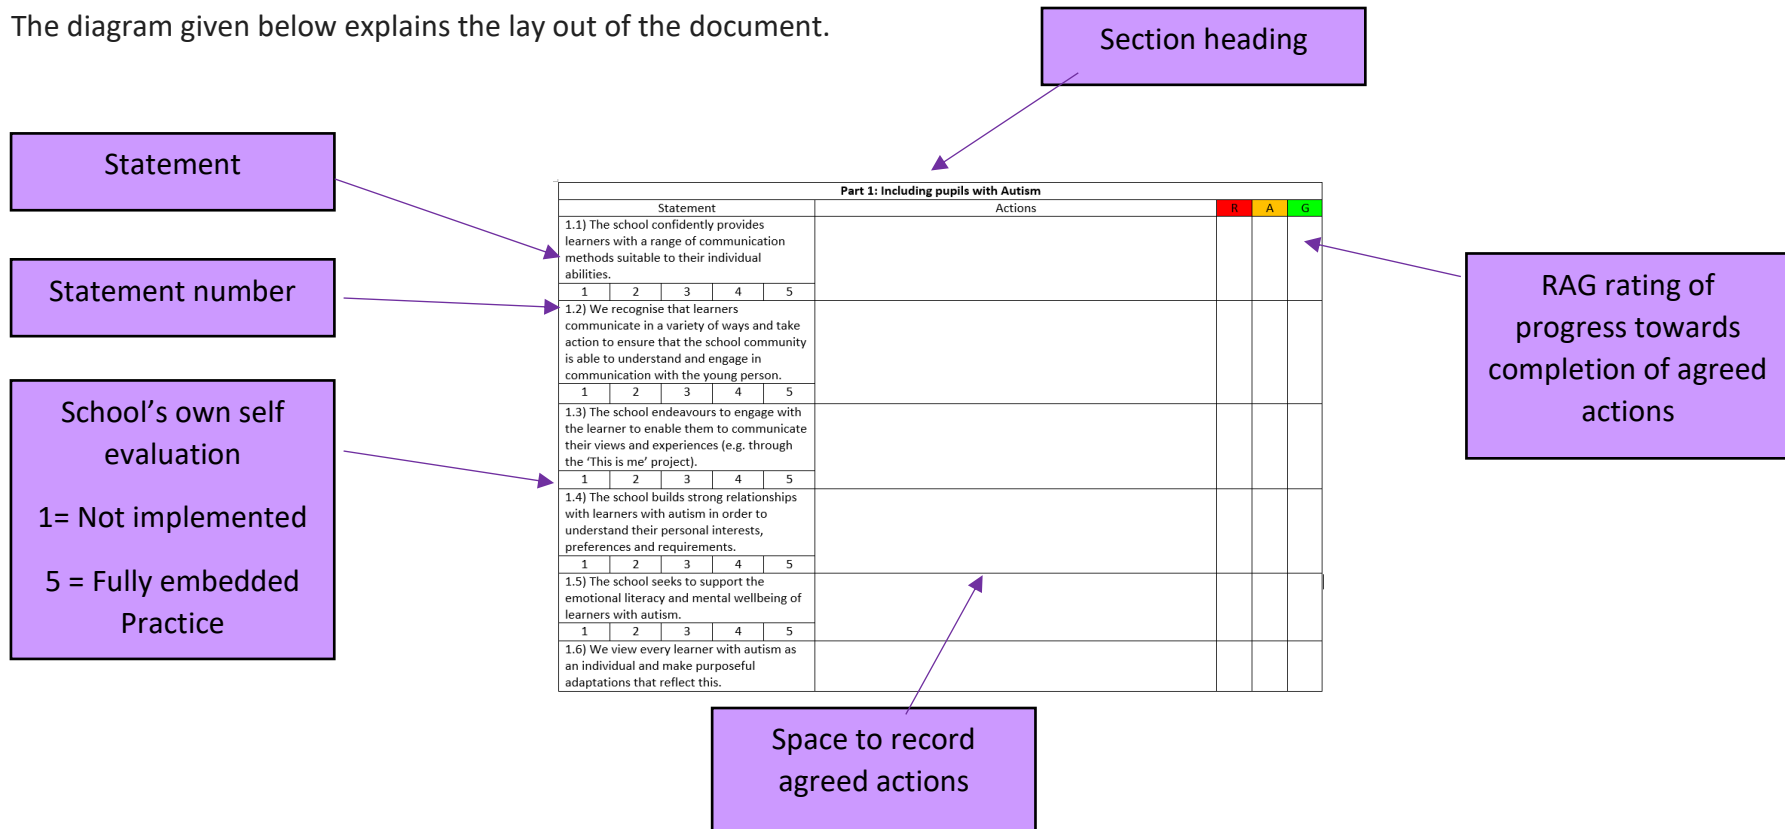 The diagram given below explains the lay out of the document.
Section heading
Statement
Statement number
School’s own self
evaluation
1= Not implemented
5 = Fully embedded
Practice
Part 1: Including pupils with Autism
Statement Actions R A G
1.1) The school confidently provides
learners with a range of communication
methods suitable to their individual
abilities.
1 2 3 4 5
1.2) We recognise that learners
communicate in a variety of ways and take
action to ensure that the school community
is able to understand and engage in
communication with the young person.
1 2 3 4 5
1.3) The school endeavours to engage with
the learner to enable them to communicate
their views and experiences (e.g. through
the ‘This is me’ project).
1 2 3 4 5
1.4) The school builds strong relationships
with learners with autism in order to
understand their personal interests,
preferences and requirements.
1 2 3 4 5
1.5) The school seeks to support the
emotional literacy and mental wellbeing of
learners with autism.
1 2 3 4 5
1.6) We view every learner with autism as
an individual and make purposeful
adaptations that reflect this.
RAG rating of
progress towards
completion of agreed
actions
Space to record
agreed actions